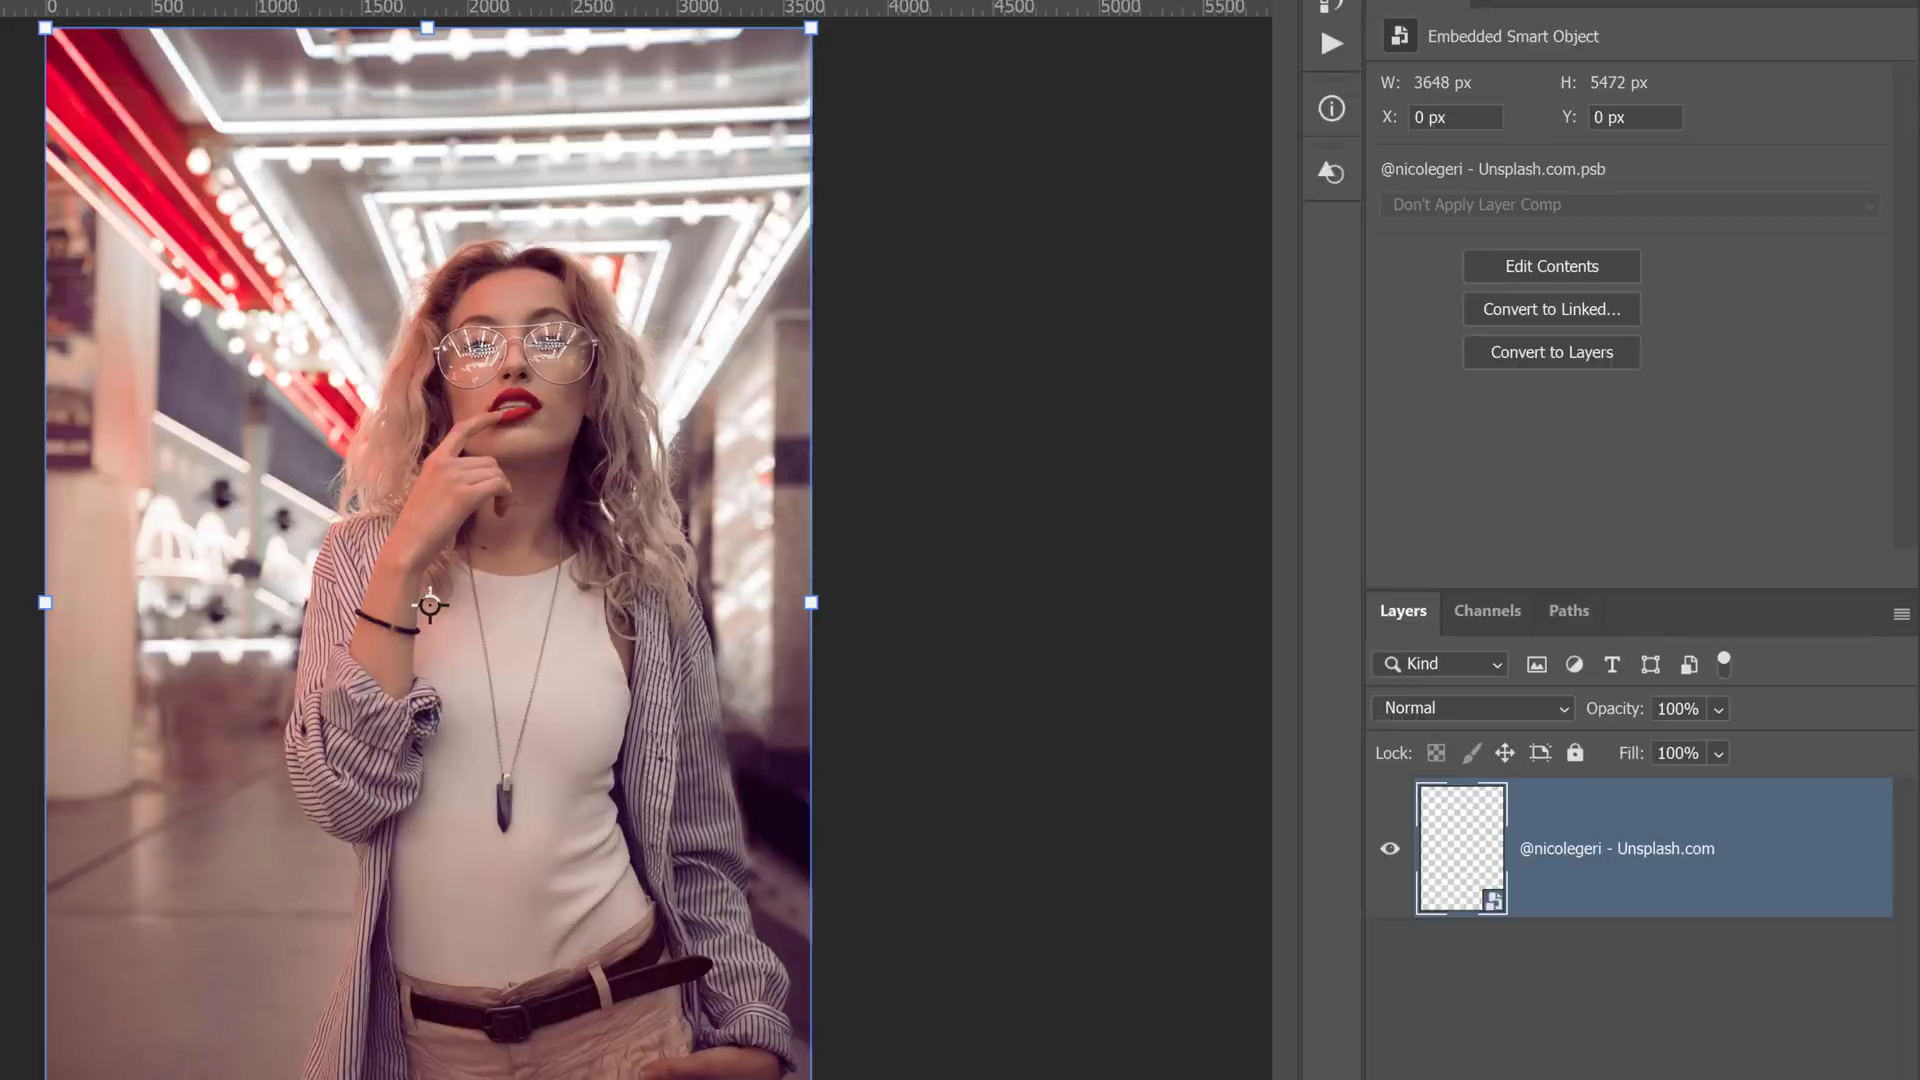 0 500 1000 1500 2000 2500 3000 3500 4000 4500 5000 5500
Embedded Smart Object
W: 3648 px H: 5472 px
X: 0 px Y: 0 px
@nicolegeri - Unsplash.com.psb
Don't Apply Layer Comp
Edit Contents
Convert to Linked...
Convert to Layers
Layers Channels Paths
Kind
Normal Opacity: 100%
Lock: Fill: 100%
@nicolegeri - Unsplash.com